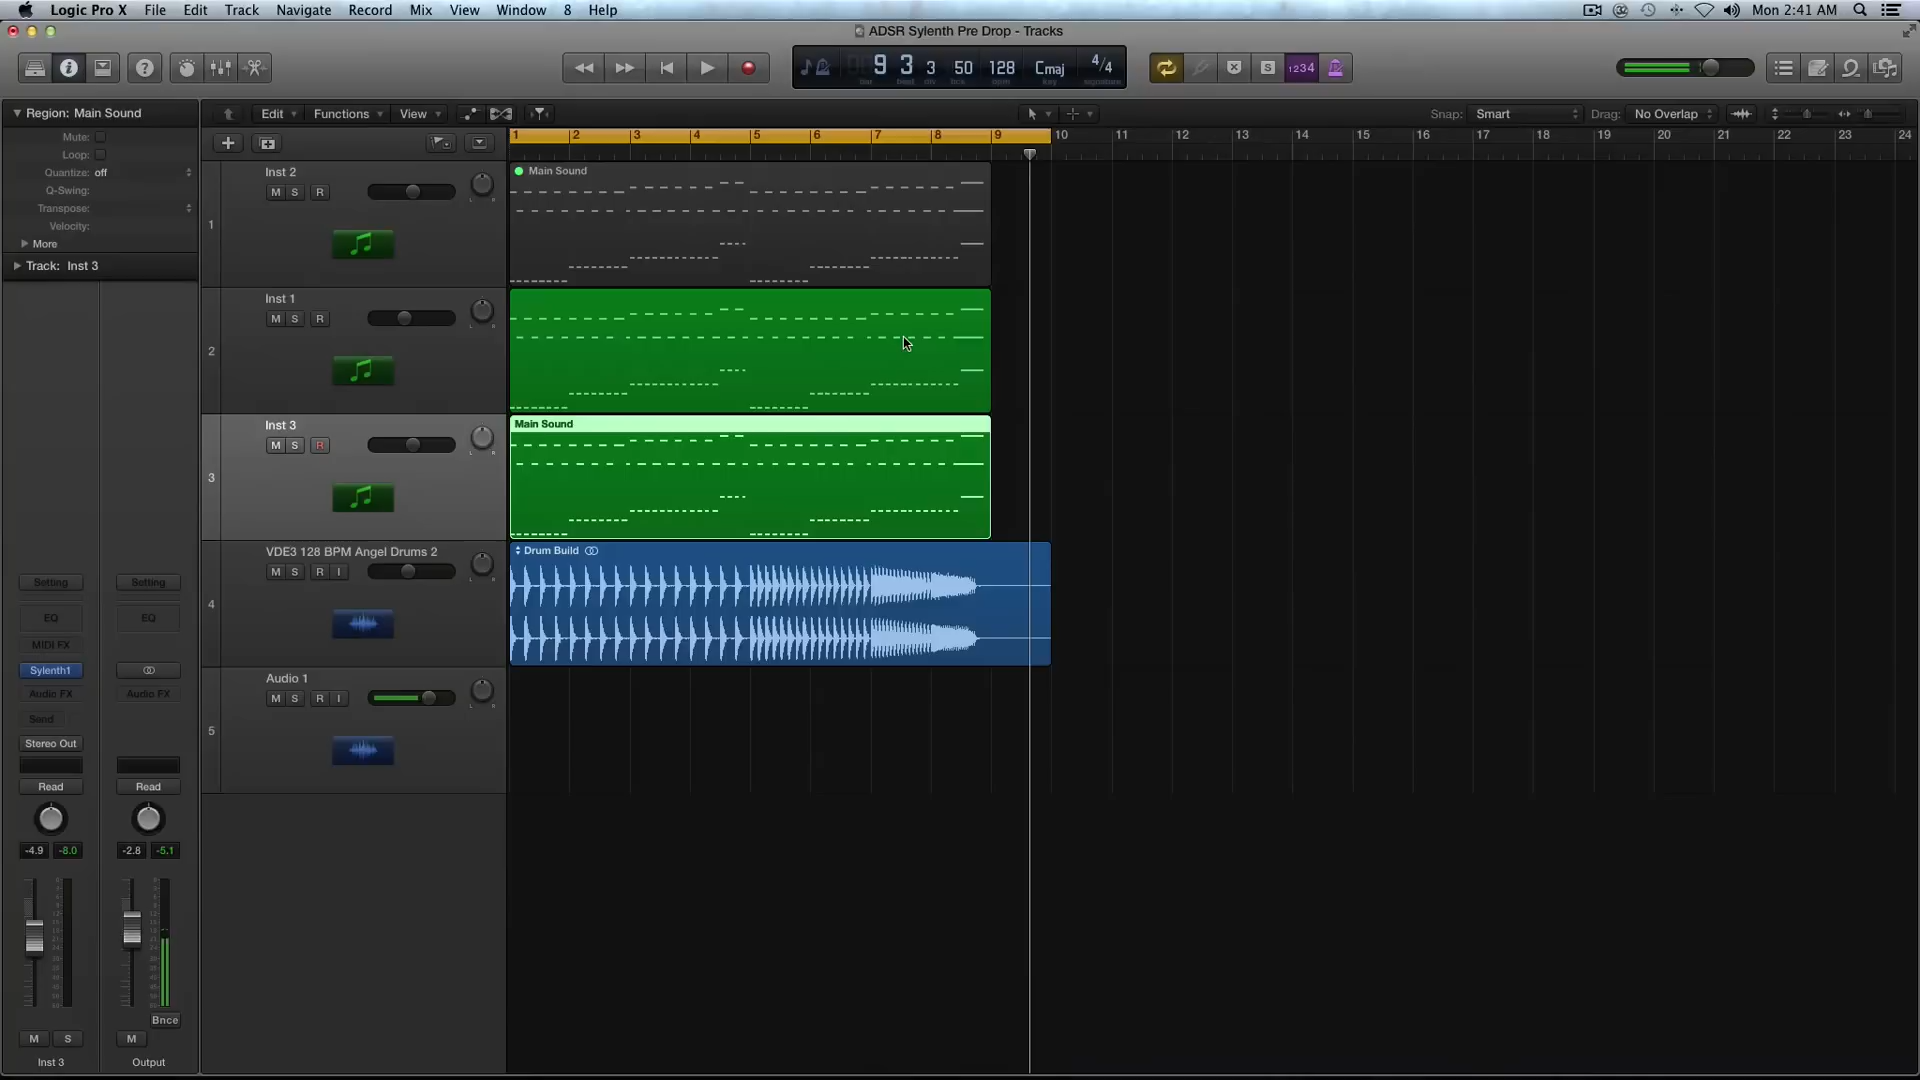 Logic Pro X File Edit Track Navigate Record Mix View Window 8 Help Mon 2:41 AM
ADSR Sylenth Pre Drop - Tracks
9 3 3 50 128 Cmaj 4/4
S 1234
Region: Main Sound
Edit Functions View Snap: Smart Drag: No Overlap
Mute:
Loop:
Quantize: off
Q-Swing:
Transpose:
Velocity:
More
Track: Inst 3
1 2 3 4 5 6 7 8 9 10 11 12 13 14 15 16 17 18 19 20 21 22 23 24
1
Inst 2
M S R
Main Sound
2
Inst 1
M S R
3
Inst 3
M S R
Main Sound
4
VDE3 128 BPM Angel Drums 2
M S R I
Drum Build
5
Audio 1
M S R I
Setting Setting
EQ EQ
MIDI FX
Sylenth1
Audio FX Audio FX
Send
Stereo Out
Read Read
-4.9 -8.0 -2.8 -5.1
Bnce
M S M
Inst 3 Output